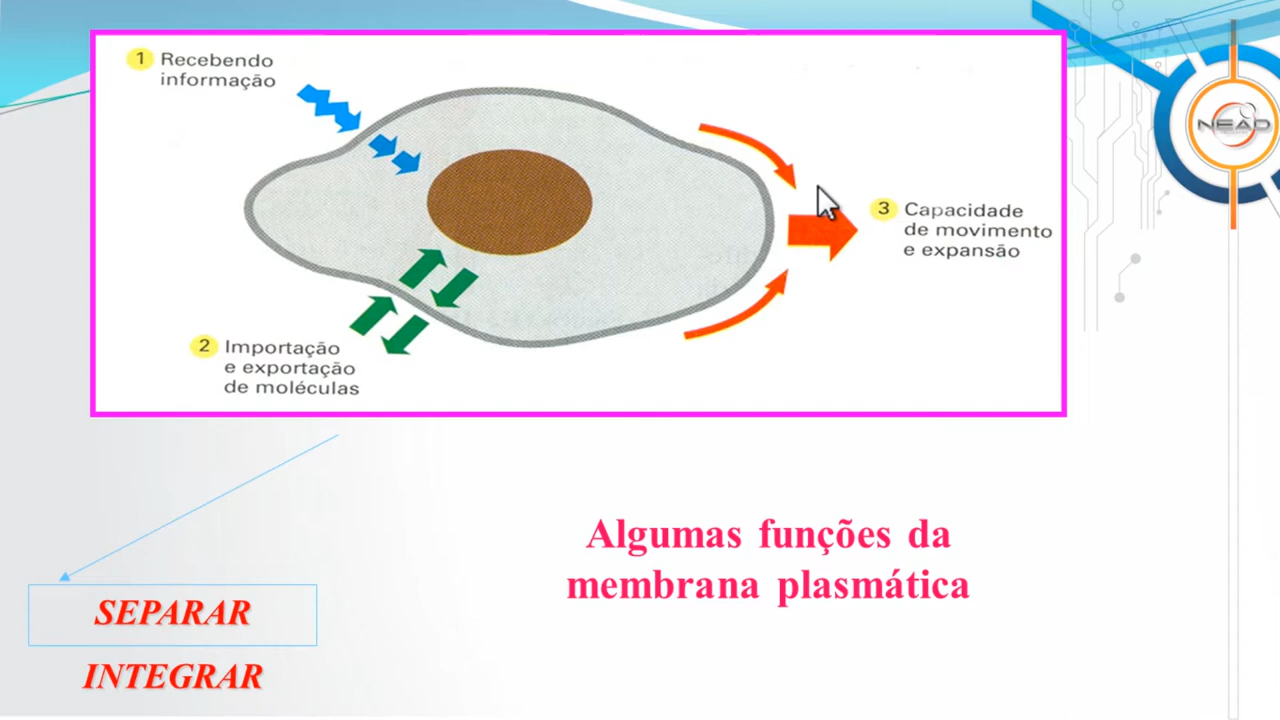 1 Recebendo
informação
2 Importação
e exportação
de moléculas
3 Capacidade
de movimento
e expansão
NEAD
Algumas funções da
membrana plasmática
SEPARAR
INTEGRAR